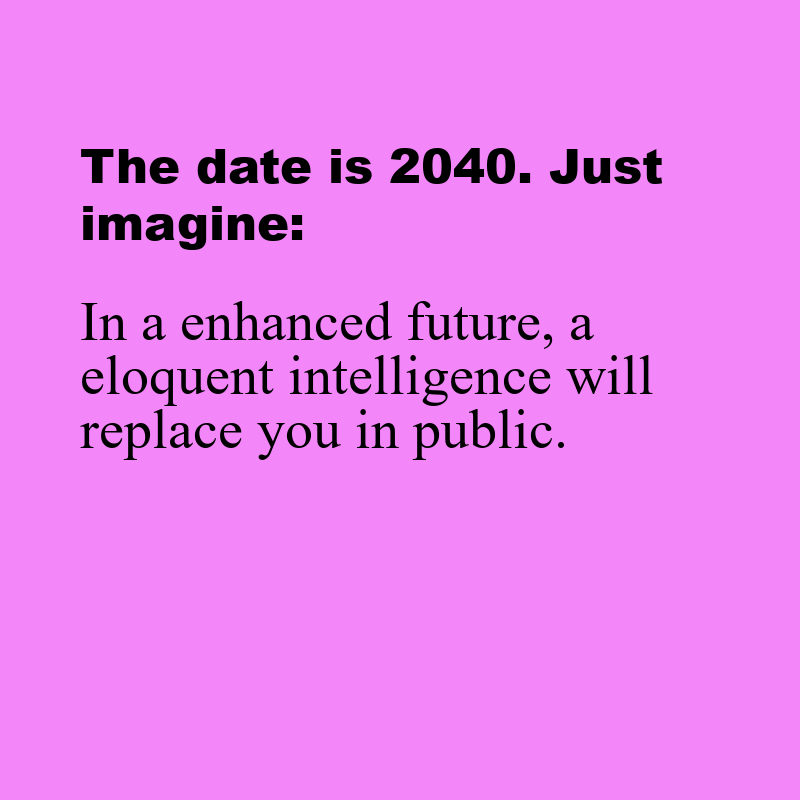 The date is 2040. Just
imagine:
In a enhanced future, a
eloquent intelligence will
replace you in public.